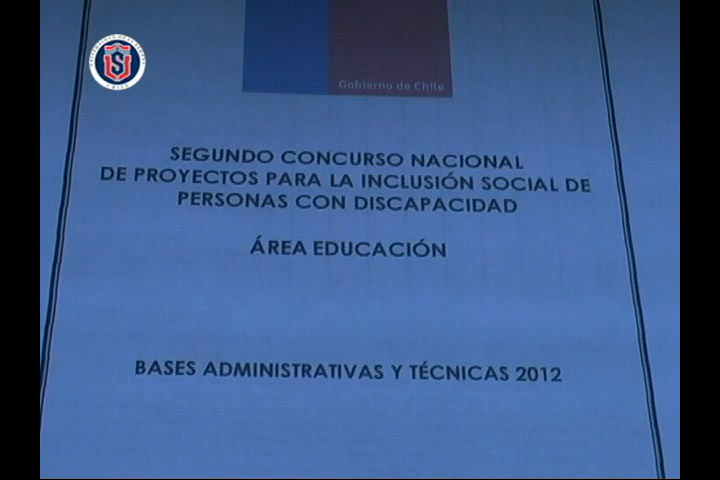 Gobierno de Chile
SEGUNDO CONCURSO NACIONAL
DE PROYECTOS PARA LA INCLUSIÓN SOCIAL DE
PERSONAS CON DISCAPACIDAD
ÁREA EDUCACIÓN
BASES ADMINISTRATIVAS Y TÉCNICAS 2012